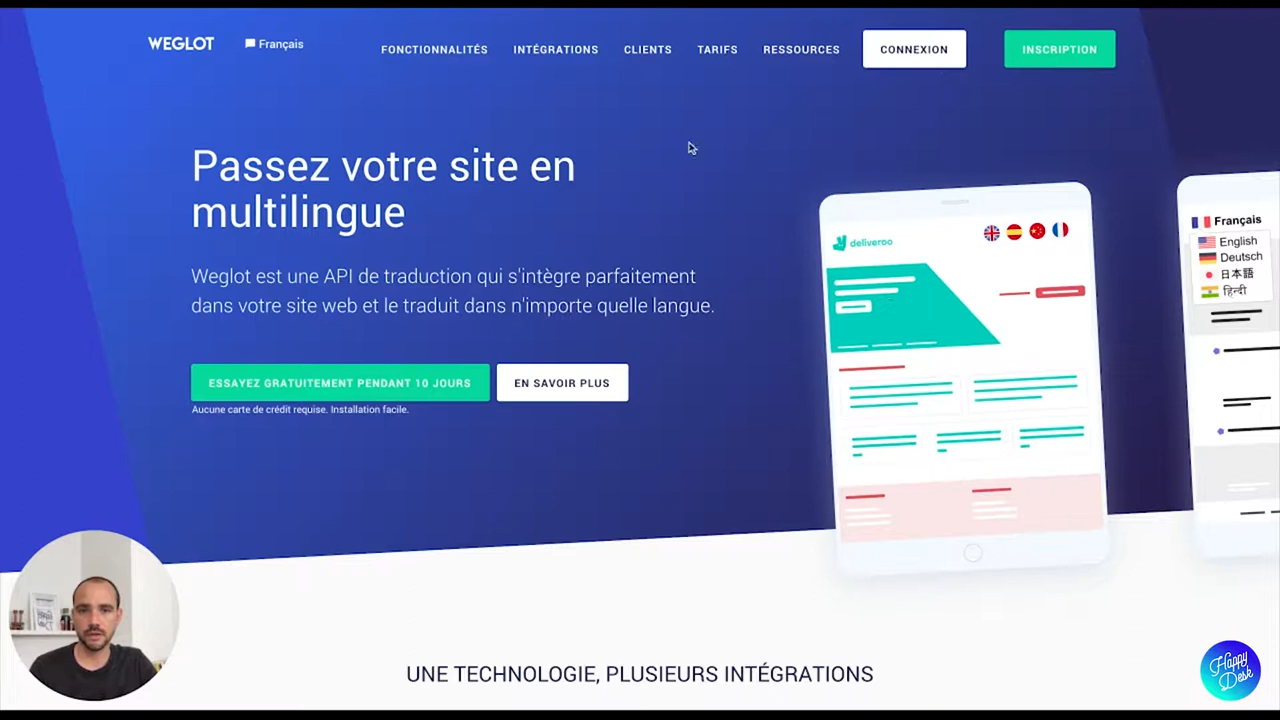 WEGLOT
Français
FONCTIONNALITÉS
INTÉGRATIONS
CLIENTS
TARIFS
RESSOURCES
CONNEXION
INSCRIPTION
Passez votre site en
multilingue
Weglot est une API de traduction qui s'intègre parfaitement
dans votre site web et le traduit dans n'importe quelle langue.
ESSAYEZ GRATUITEMENT PENDANT 10 JOURS
EN SAVOIR PLUS
Aucune carte de crédit requise. Installation facile.
deliveroo
Français
English
Deutsch
日本語
हिन्दी
UNE TECHNOLOGIE, PLUSIEURS INTÉGRATIONS
Happy
Desk